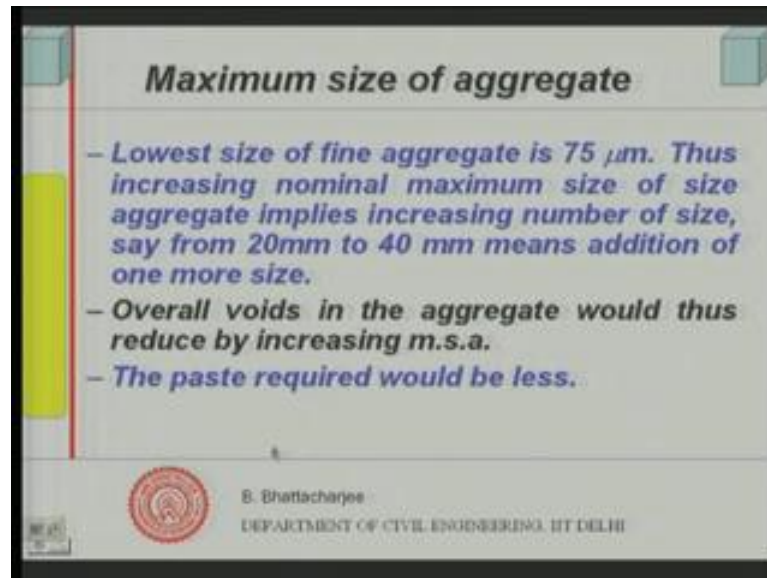 Maximum size of aggregate
– Lowest size of fine aggregate is 75 μm. Thus
increasing nominal maximum size of size
aggregate implies increasing number of size,
say from 20mm to 40 mm means addition of
one more size.
– Overall voids in the aggregate would thus
reduce by increasing m.s.a.
– The paste required would be less.
B. Bhattacharjee
DEPARTMENT OF CIVIL ENGINEERING, IIT DELHI